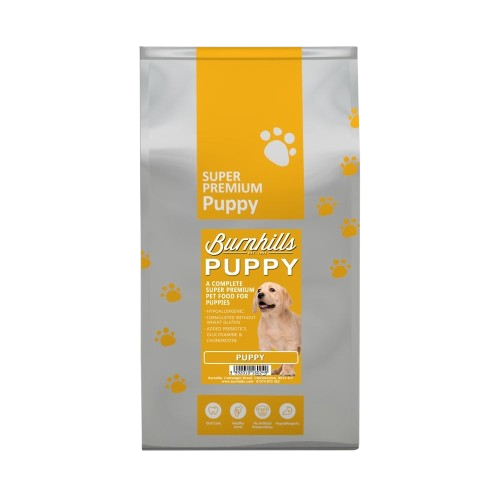 SUPER
PREMIUM
Puppy
Burnhills
PUPPY
A COMPLETE
SUPER PREMIUM
PET FOOD FOR
PUPPIES
HYPOALLERGENIC
FORMULATED WITHOUT
WHEAT GLUTEN
ADDED PREBIOTICS,
GLUCOSAMINE &
CHONDROITIN
PUPPY